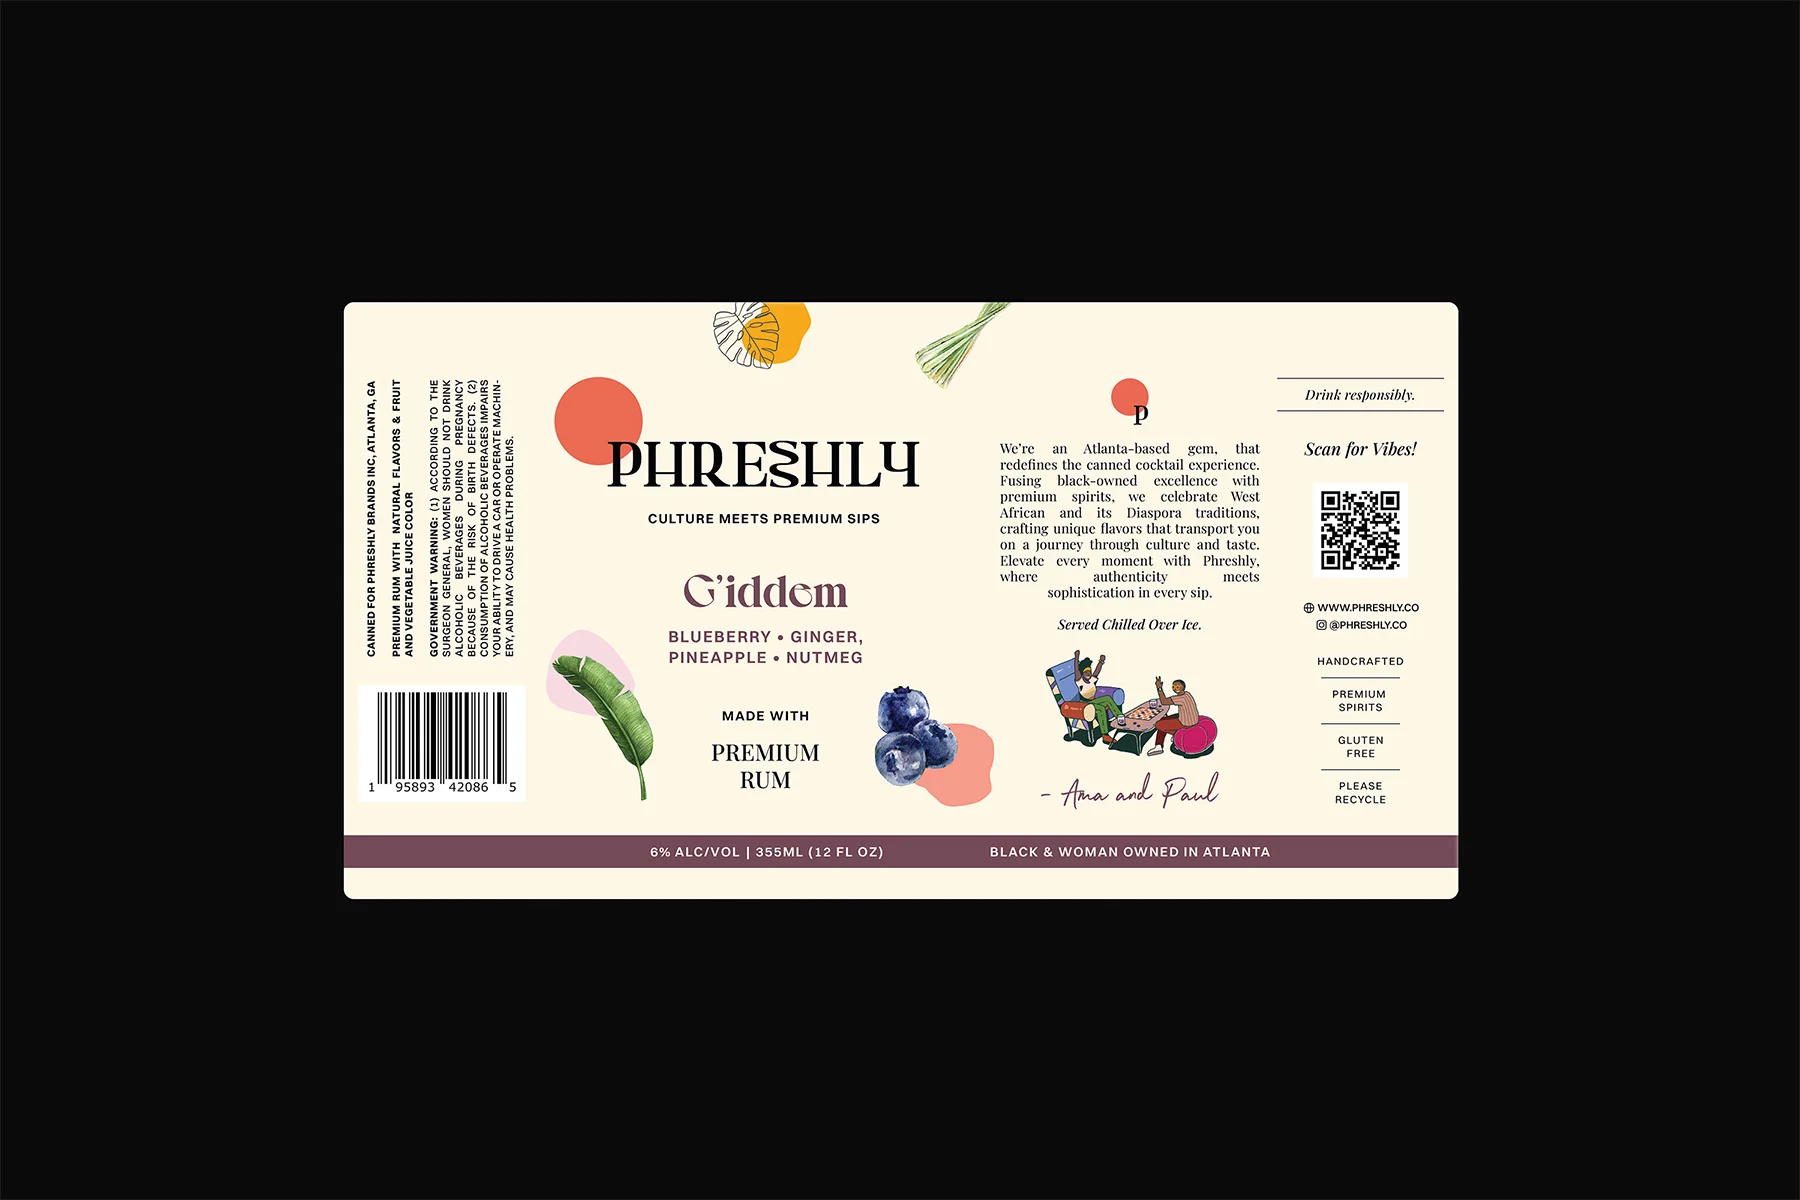 CANNED FOR PHRESHLY BRANDS INC, ATLANTA, GA
PREMIUM RUM WITH NATURAL FLAVORS & FRUIT
AND VEGETABLE JUICE COLOR
GOVERNMENT WARNING: (1) ACCORDING TO THE
SURGEON GENERAL, WOMEN SHOULD NOT DRINK
ALCOHOLIC BEVERAGES DURING PREGNANCY
BECAUSE OF THE RISK OF BIRTH DEFECTS. (2)
CONSUMPTION OF ALCOHOLIC BEVERAGES IMPAIRS
YOUR ABILITY TO DRIVE A CAR OR OPERATE MACHIN-
ERY, AND MAY CAUSE HEALTH PROBLEMS.
1 95893 42086 5
PHRESHLY
CULTURE MEETS PREMIUM SIPS
G'iddem
BLUEBERRY • GINGER,
PINEAPPLE • NUTMEG
MADE WITH
PREMIUM
RUM
6% ALC/VOL | 355ML (12 FL OZ)
p
We're an Atlanta-based gem, that
redefines the canned cocktail experience.
Fusing black-owned excellence with
premium spirits, we celebrate West
African and its Diaspora traditions,
crafting unique flavors that transport you
on a journey through culture and taste.
Elevate every moment with Phreshly,
where authenticity meets
sophistication in every sip.
Served Chilled Over Ice.
- Ama and Paul
BLACK & WOMAN OWNED IN ATLANTA
Drink responsibly.
Scan for Vibes!
WWW.PHRESHLY.CO
@PHRESHLY.CO
HANDCRAFTED
PREMIUM
SPIRITS
GLUTEN
FREE
PLEASE
RECYCLE